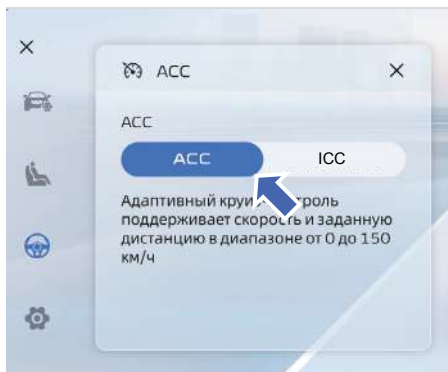 ACC
ACC
ACC ICC
Адаптивный
поддерживает скорость и заданную
дистанцию в диапазоне от 0 до 150
км/ч